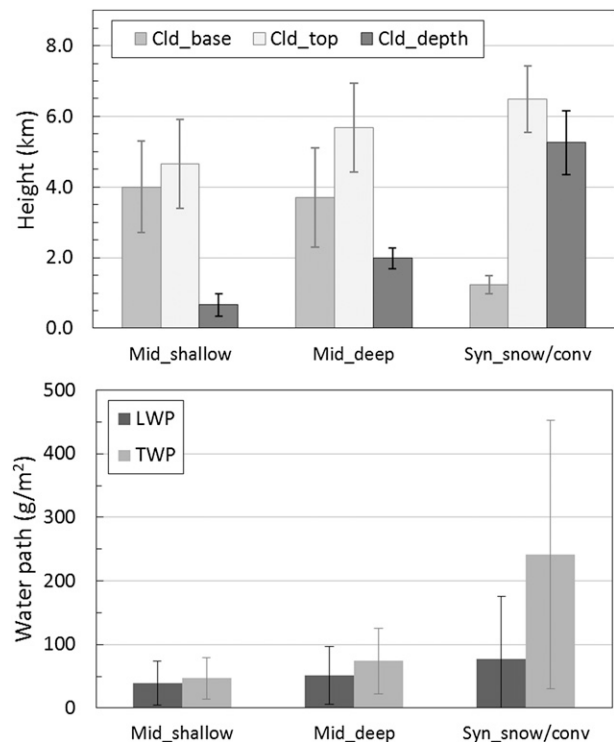 Cld_base Cld_top Cld_depth
Height (km)
8.0
6.0
4.0
2.0
0.0
Mid_shallow Mid_deep Syn_snow/conv
LWP
TWP
Water path (g/m²)
500
400
300
200
100
0
Mid_shallow Mid_deep Syn_snow/conv